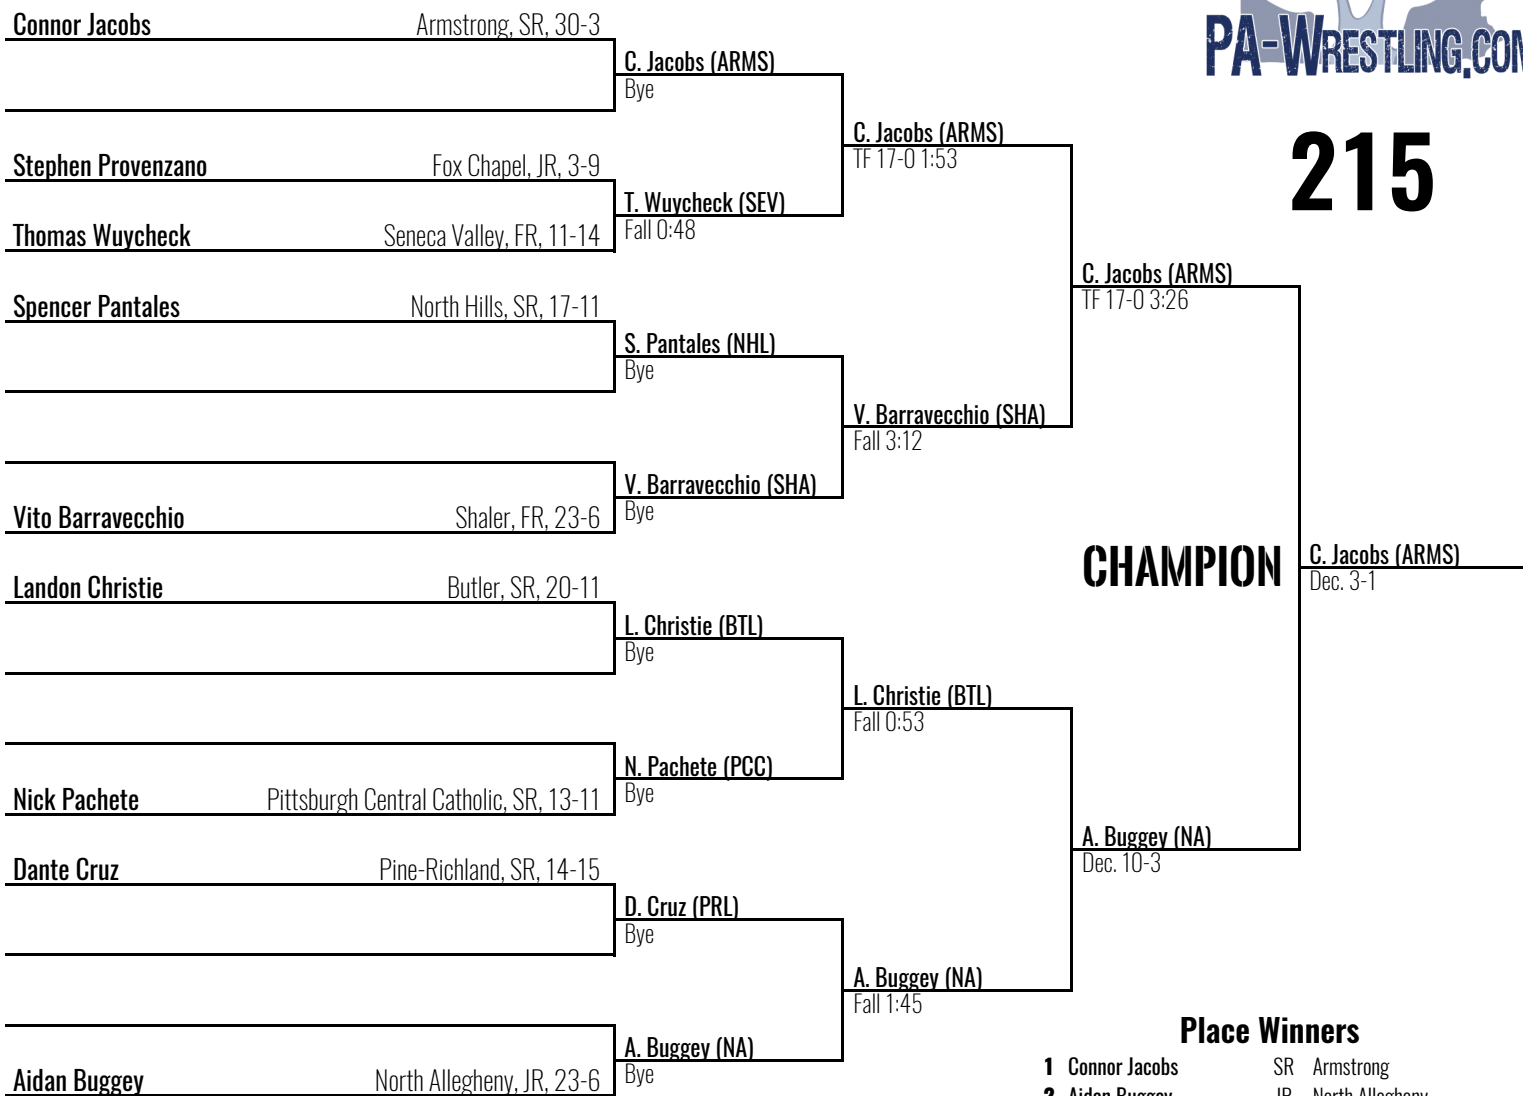 Connor Jacobs Armstrong, SR, 30-3
C. Jacobs (ARMS)
Bye
Stephen Provenzano Fox Chapel, JR, 3-9
Thomas Wuycheck Seneca Valley, FR, 11-14
T. Wuycheck (SEV)
Fall 0:48
C. Jacobs (ARMS)
TF 17-0 1:53
Spencer Pantales North Hills, SR, 17-11
S. Pantales (NHL)
Bye
Vito Barravecchio Shaler, FR, 23-6
V. Barravecchio (SHA)
Bye
V. Barravecchio (SHA)
Fall 3:12
C. Jacobs (ARMS)
TF 17-0 3:26
Landon Christie Butler, SR, 20-11
L. Christie (BTL)
Bye
Nick Pachete Pittsburgh Central Catholic, SR, 13-11
N. Pachete (PCC)
Bye
L. Christie (BTL)
Fall 0:53
Dante Cruz Pine-Richland, SR, 14-15
D. Cruz (PRL)
Bye
Aidan Buggey North Allegheny, JR, 23-6
A. Buggey (NA)
Bye
A. Buggey (NA)
Fall 1:45
A. Buggey (NA)
Dec. 10-3
CHAMPION
C. Jacobs (ARMS)
Dec. 3-1
PA-WRESTLING.COM
215
Place Winners
1 Connor Jacobs SR Armstrong
2 Aidan Buggey JR North Allegheny